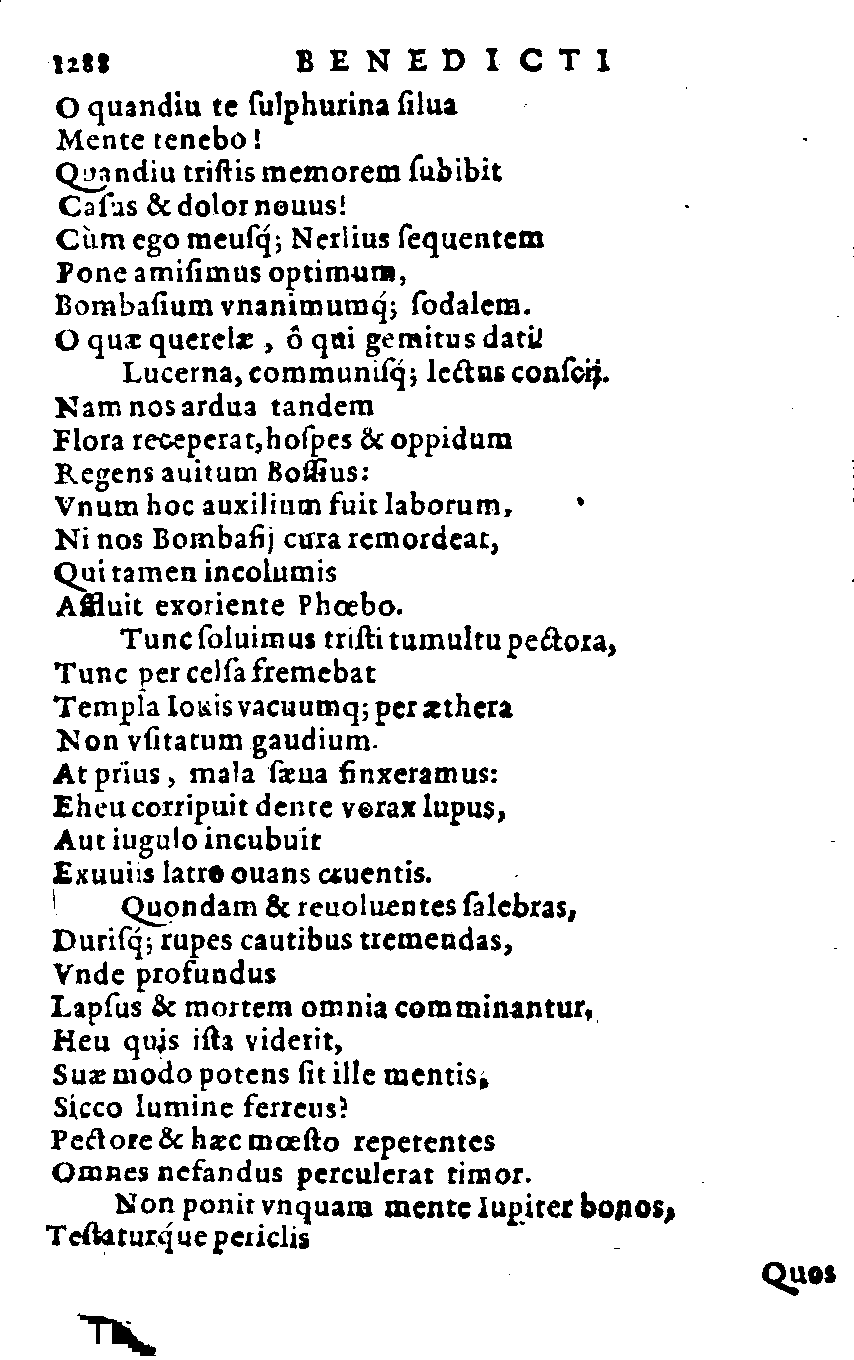 1288 BENEDICTI
O quandiu te ſulphurina ſilua
Mente tenebo!
Quandiu triſtis memorem ſubibit
Caſus & dolor nouus!
Cùm ego meuſq́; Nerlius ſequentem
Pone amiſimus optimum,
Bombaſium vnanimumq́; ſodalem.
O quæ querelæ, ô qui gemitus dati!
Lucerna, communiſq́; lectus conſcij.
Nam nos ardua tandem
Flora receperat, hoſpes & oppidum
Regens auitum Boſſius:
Vnum hoc auxilium fuit laborum,
Ni nos Bombaſij cura remordeat,
Qui tamen incolumis
Affluit exoriente Phœbo.
Tunc ſoluimus triſti tumultu pectora,
Tunc per celſa fremebat
Templa Iouis vacuumq; per æthera
Non vſitatum gaudium.
At prius, mala ſæua finxeramus:
Eheu corripuit dente vorax lupus,
Aut iugulo incubuit
Exuuiis latro ouans cruentis.
Quondam & reuoluentes ſalebras,
Duriſq́; rupes cautibus tremendas,
Vnde profundus
Lapſus & mortem omnia comminantur,
Heu quis iſta viderit,
Suæ modo potens ſit ille mentis,
Sicco lumine ferreus?
Pectore & hæc mœſto repetentes
Omnes nefandus perculerat timor.
Non ponit vnquam mente Iupiter bonos,
Teſtaturq́ue periclis
Quos